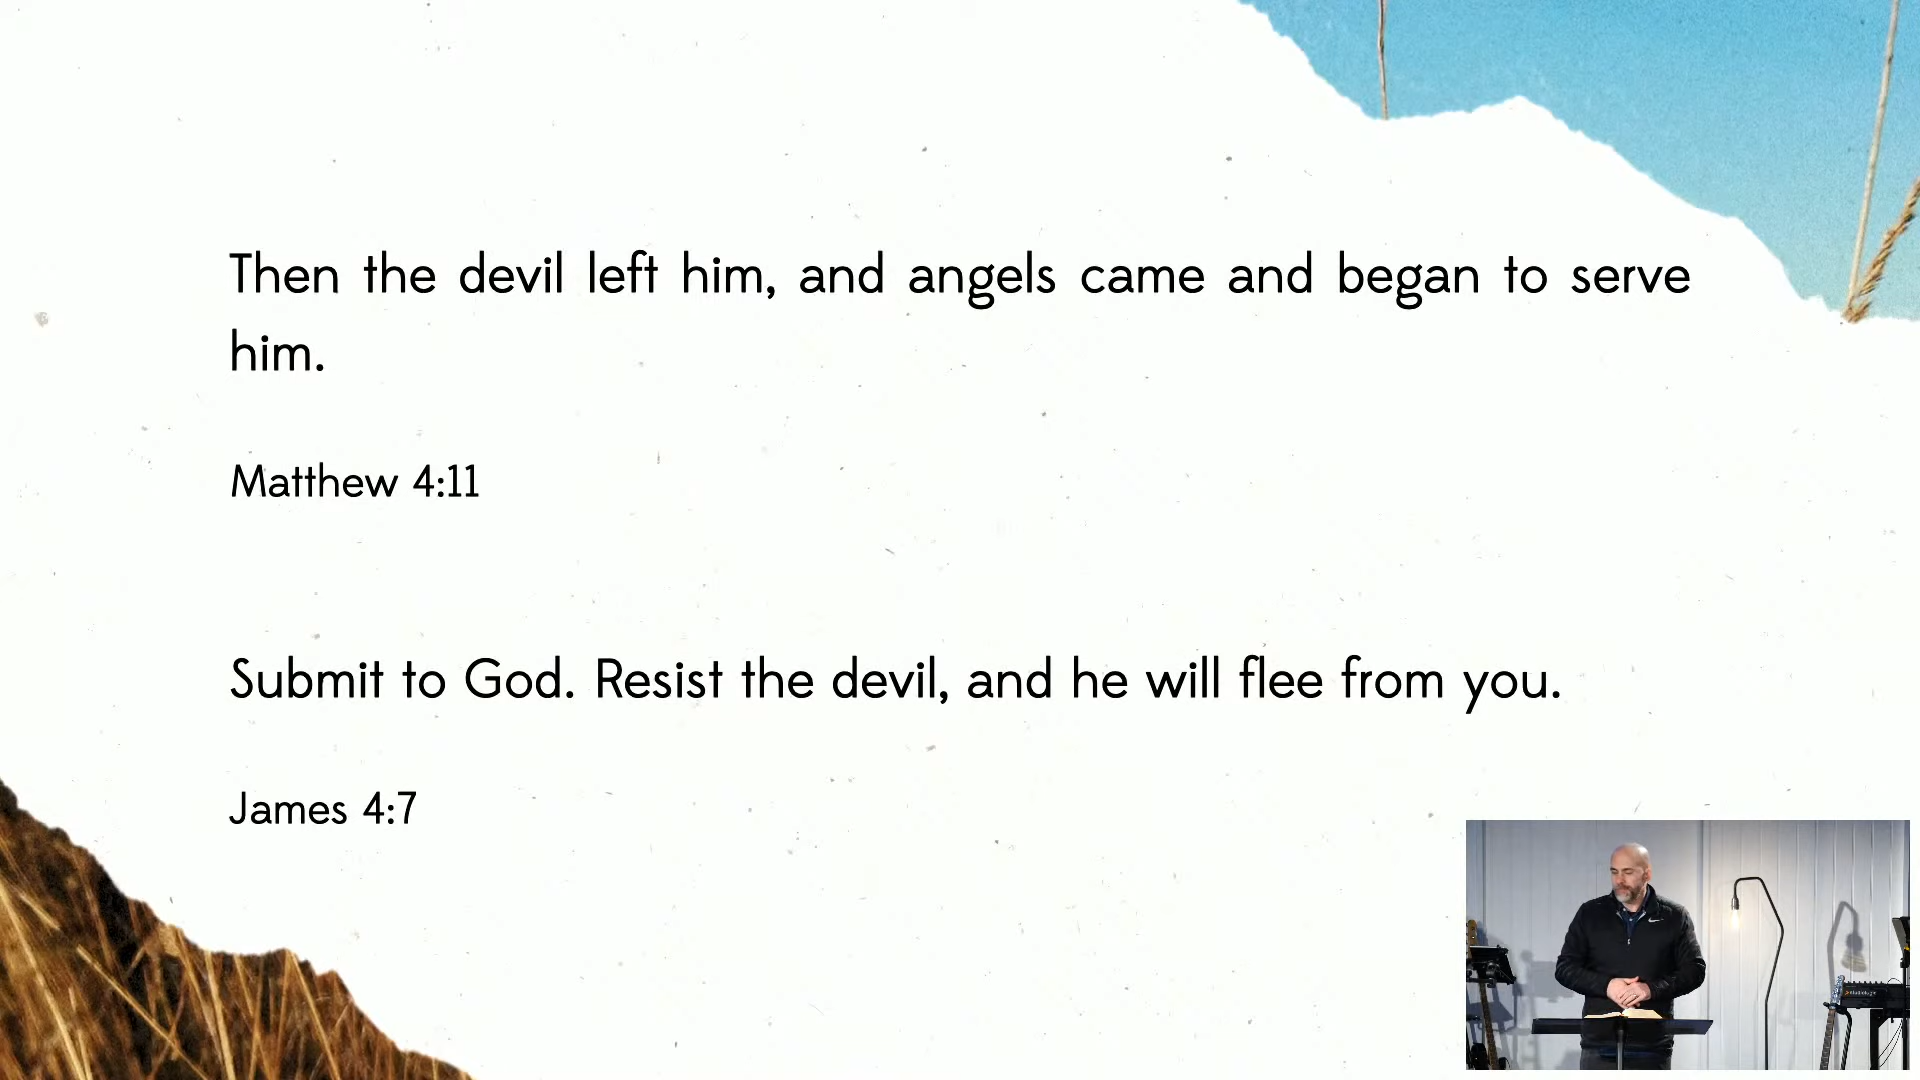 Then the devil left him, and angels came and began to serve
him.
Matthew 4:11
Submit to God. Resist the devil, and he will flee from you.
James 4:7